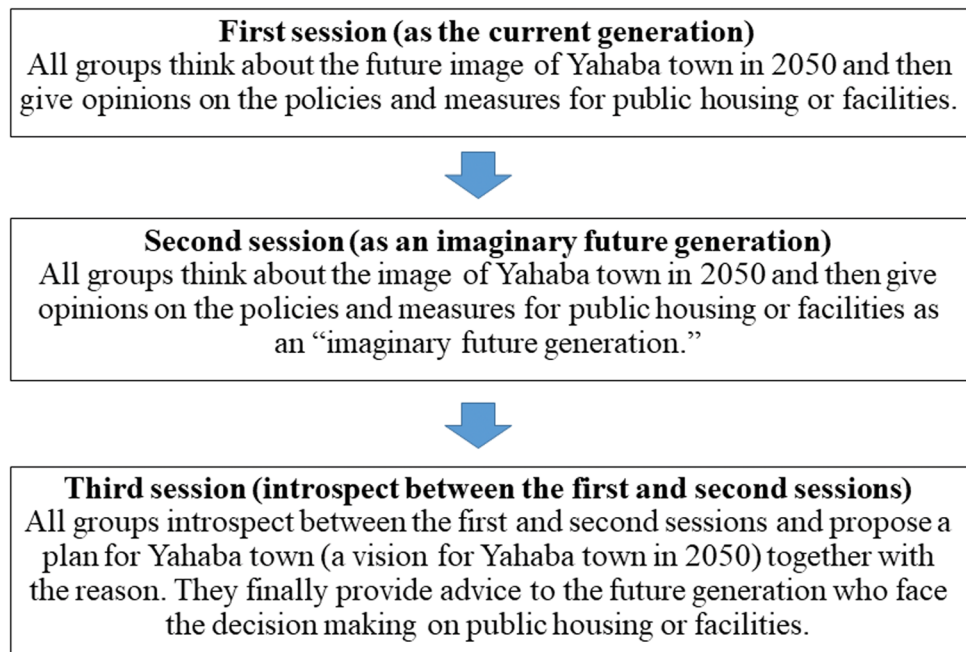 First session (as the current generation)
All groups think about the future image of Yahaba town in 2050 and then
give opinions on the policies and measures for public housing or facilities.
Second session (as an imaginary future generation)
All groups think about the image of Yahaba town in 2050 and then give
opinions on the policies and measures for public housing or facilities as
an “imaginary future generation.”
Third session (introspect between the first and second sessions)
All groups introspect between the first and second sessions and propose a
plan for Yahaba town (a vision for Yahaba town in 2050) together with
the reason. They finally provide advice to the future generation who face
the decision making on public housing or facilities.